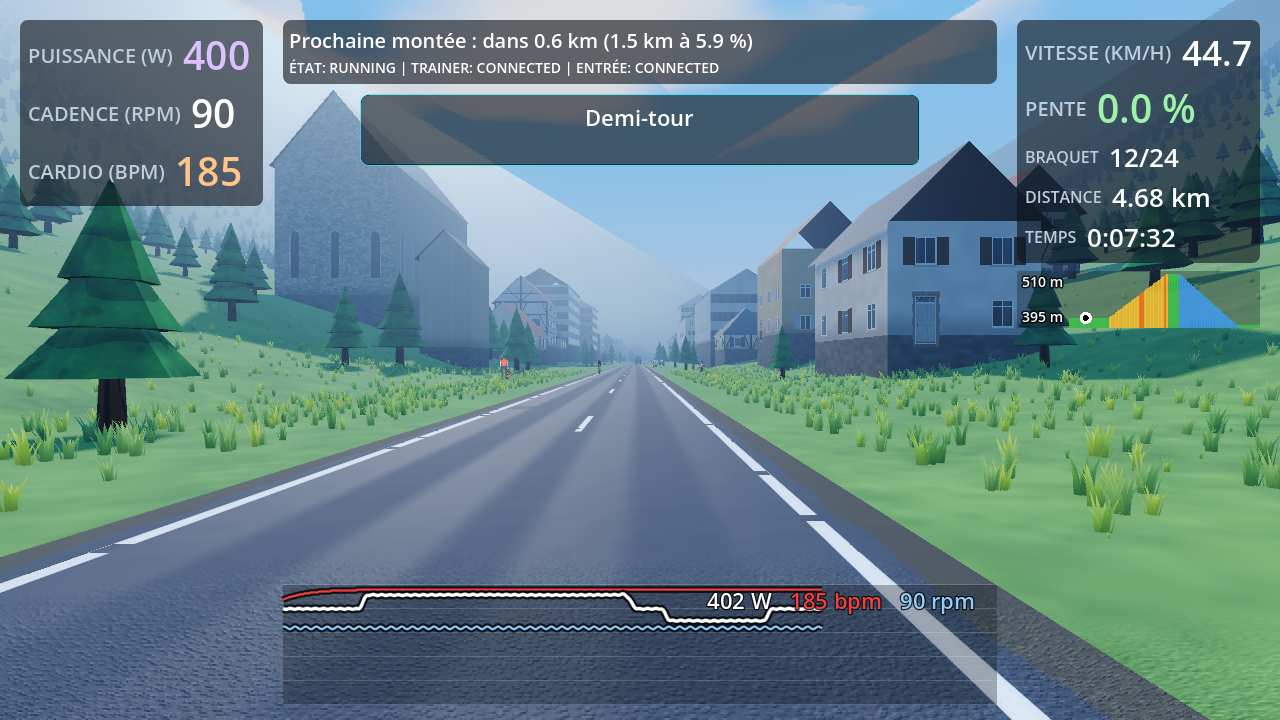 PUISSANCE (W) 400
CADENCE (RPM) 90
CARDIO (BPM) 185
Prochaine montée : dans 0.6 km (1.5 km à 5.9 %)
ÉTAT: RUNNING | TRAINER: CONNECTED | ENTRÉE: CONNECTED
Demi-tour
VITESSE (KM/H) 44.7
PENTE 0.0 %
BRAQUET 12/24
DISTANCE 4.68 km
TEMPS 0:07:32
510 m
395 m
402 W 185 bpm 90 rpm